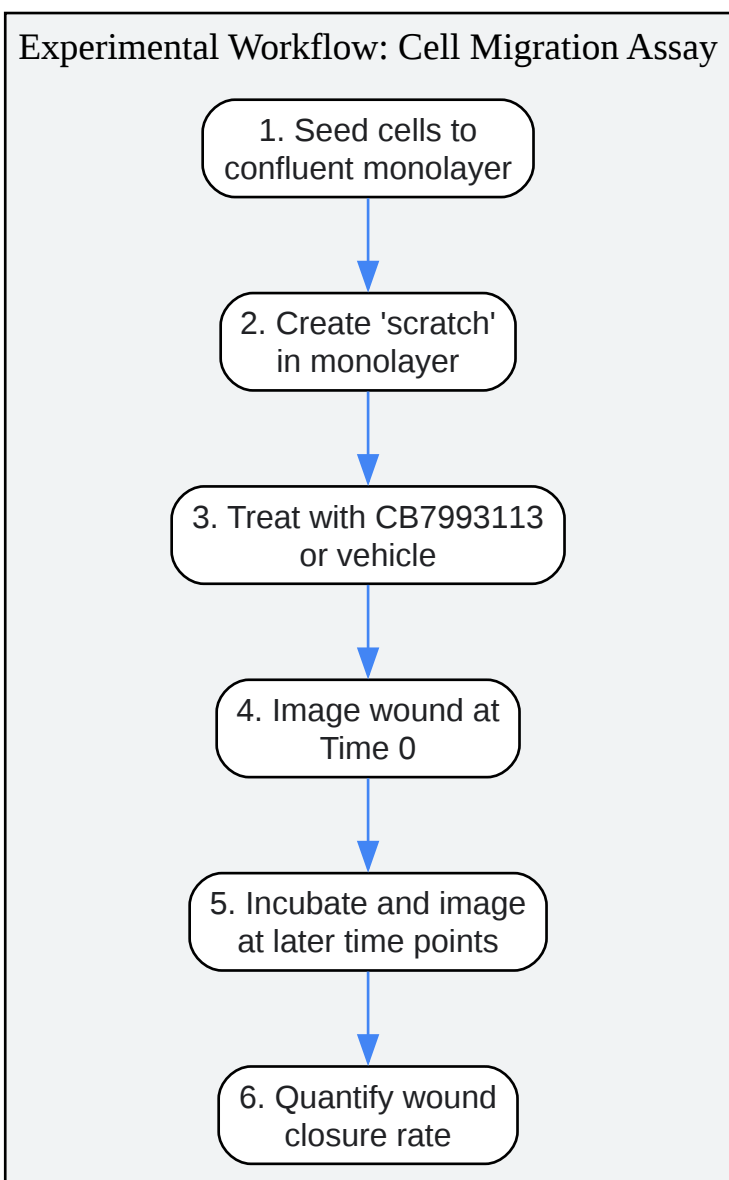 Experimental Workflow: Cell Migration Assay
1. Seed cells to
confluent monolayer
2. Create 'scratch'
in monolayer
3. Treat with CB7993113
or vehicle
4. Image wound at
Time 0
5. Incubate and image
at later time points
6. Quantify wound
closure rate